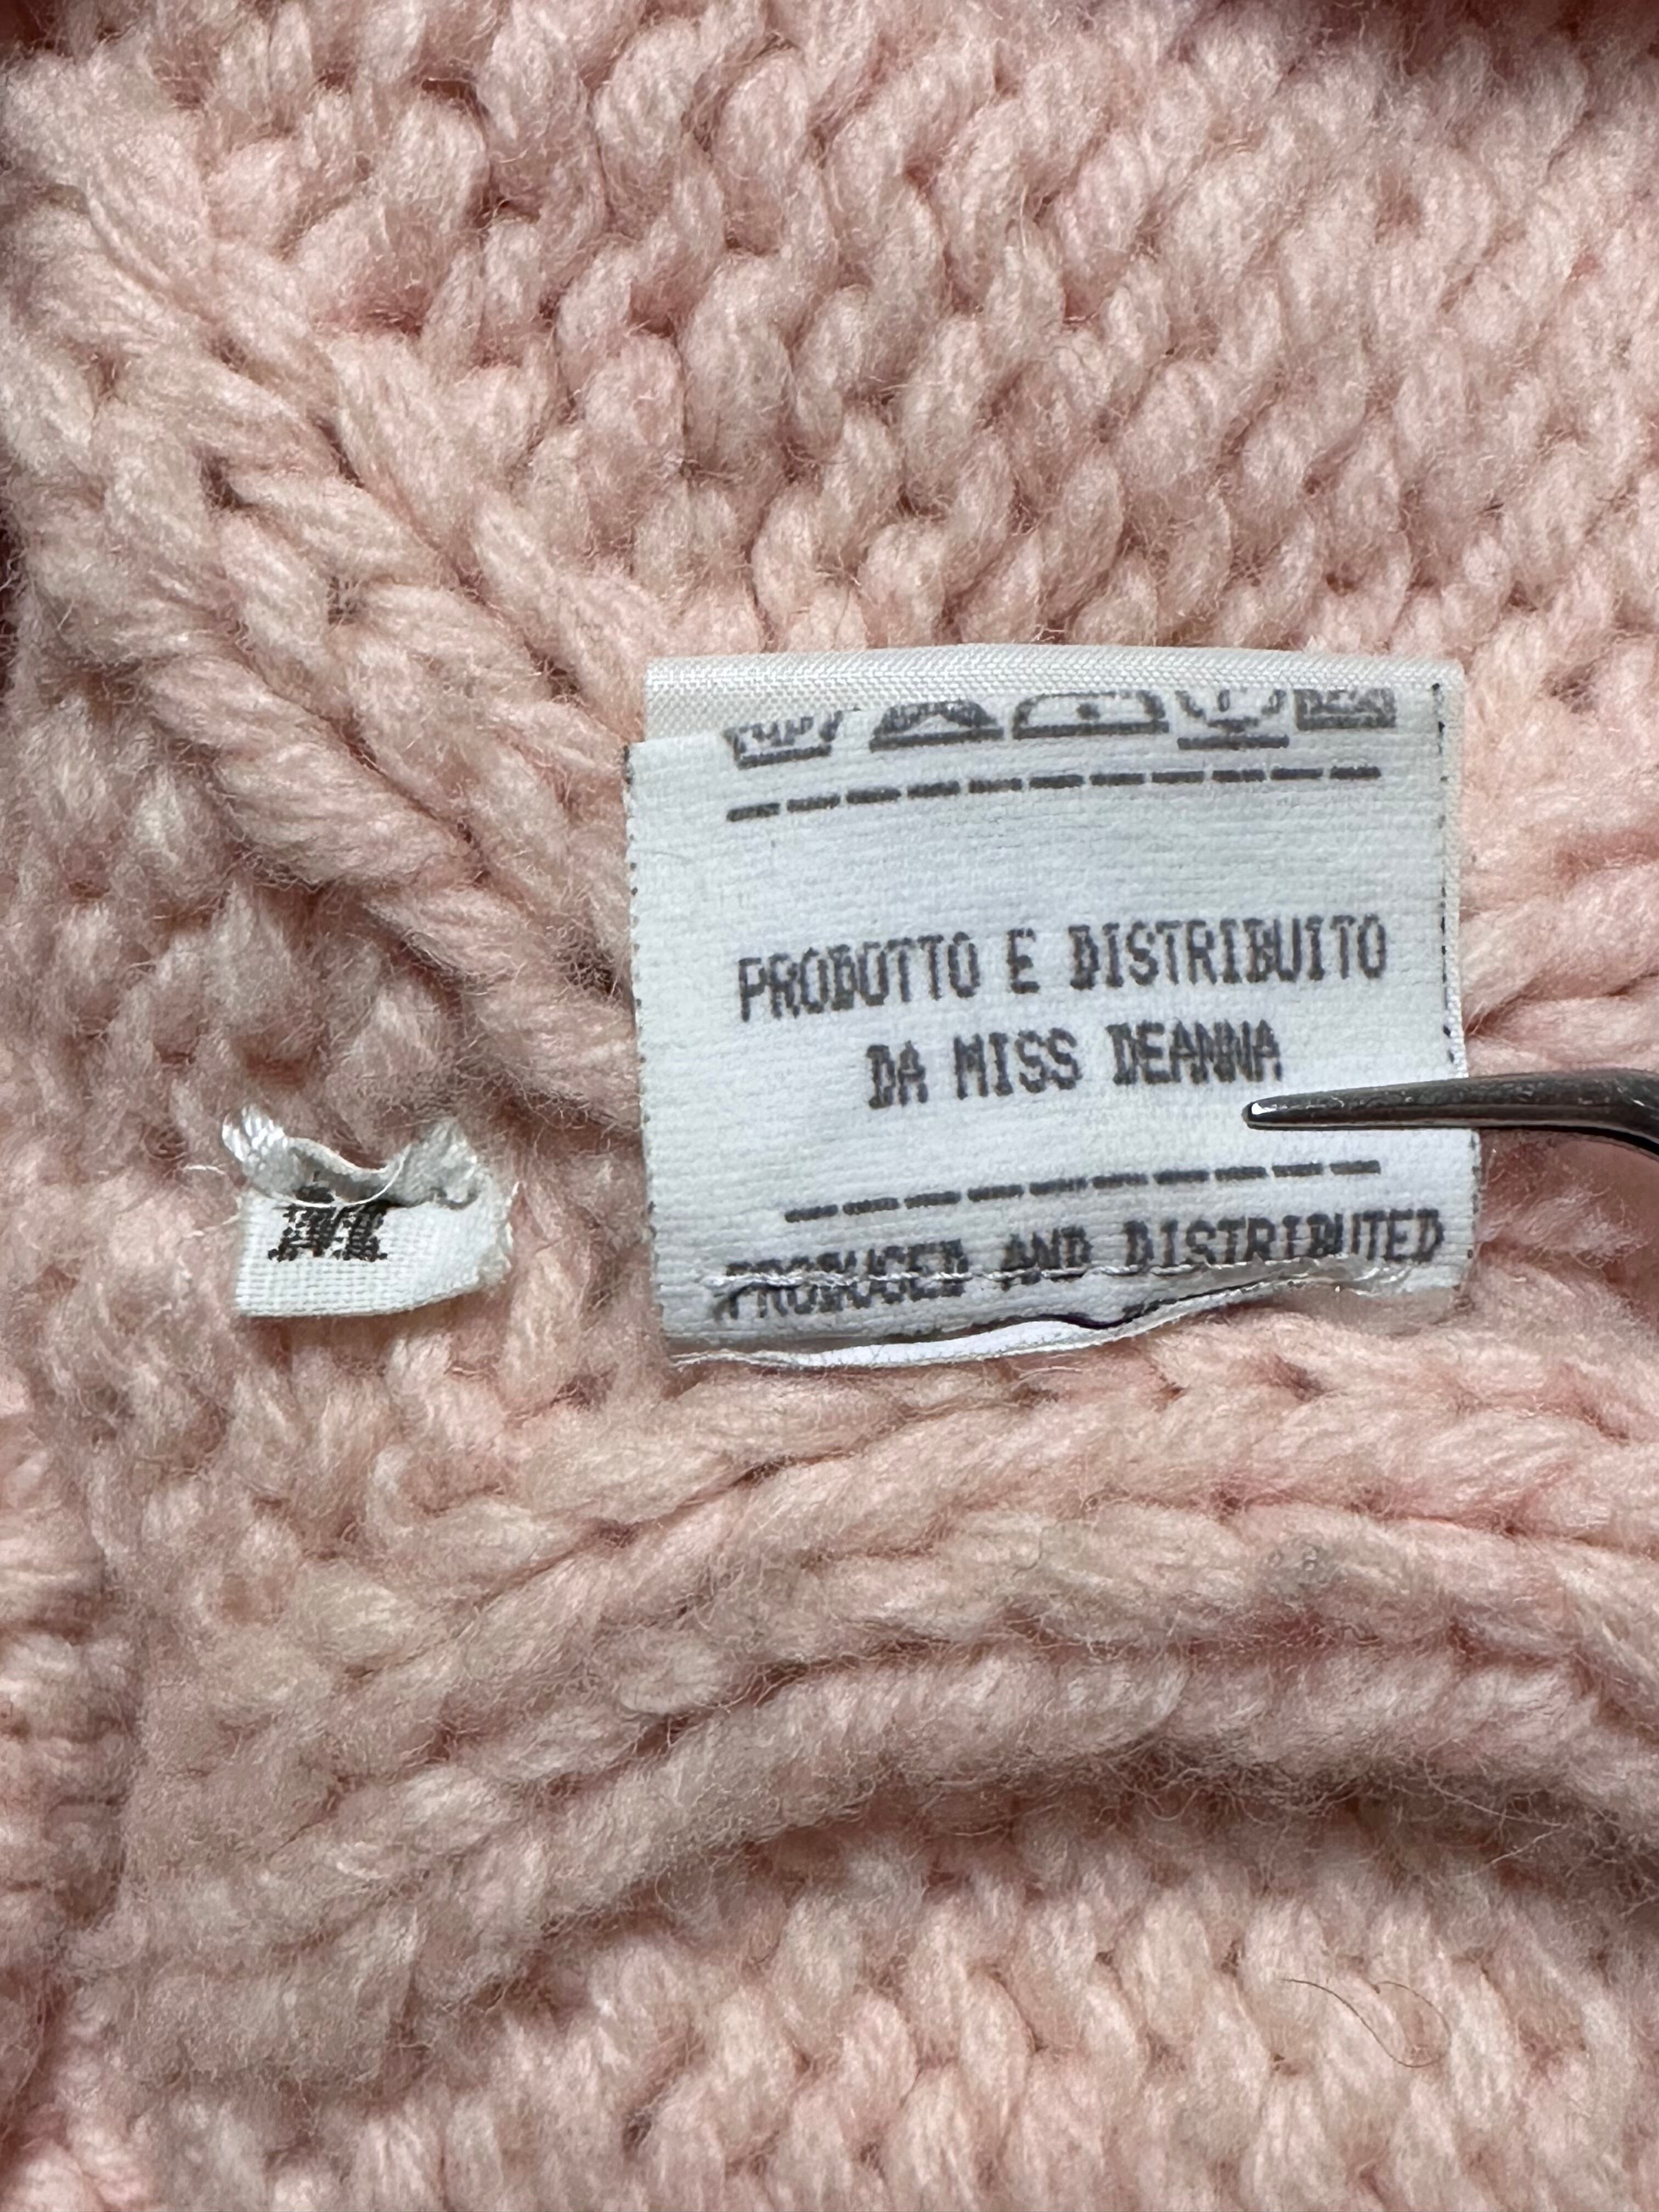 PRODOTTO E DISTRIBUITO
DA MISS DEANNA
PRODUCED AND DISTRIBUTED
M